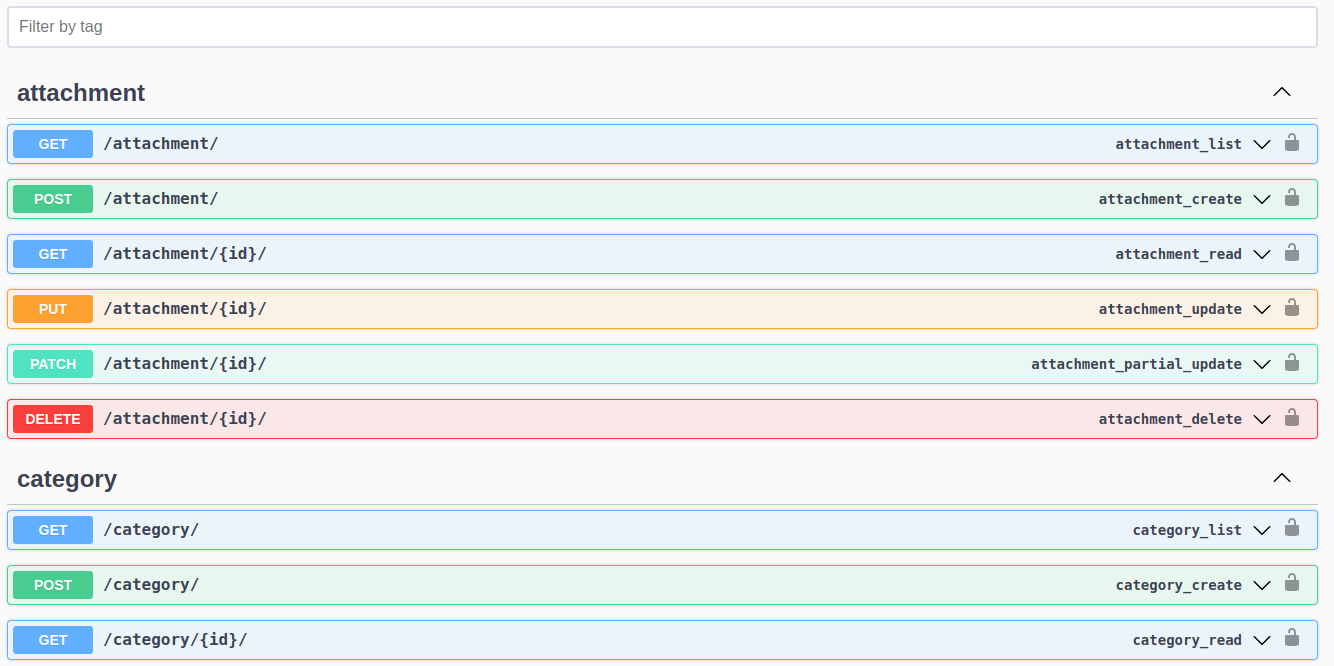 Filter by tag
attachment
GET /attachment/ attachment_list
POST /attachment/ attachment_create
GET /attachment/{id}/ attachment_read
PUT /attachment/{id}/ attachment_update
PATCH /attachment/{id}/ attachment_partial_update
DELETE /attachment/{id}/ attachment_delete
category
GET /category/ category_list
POST /category/ category_create
GET /category/{id}/ category_read